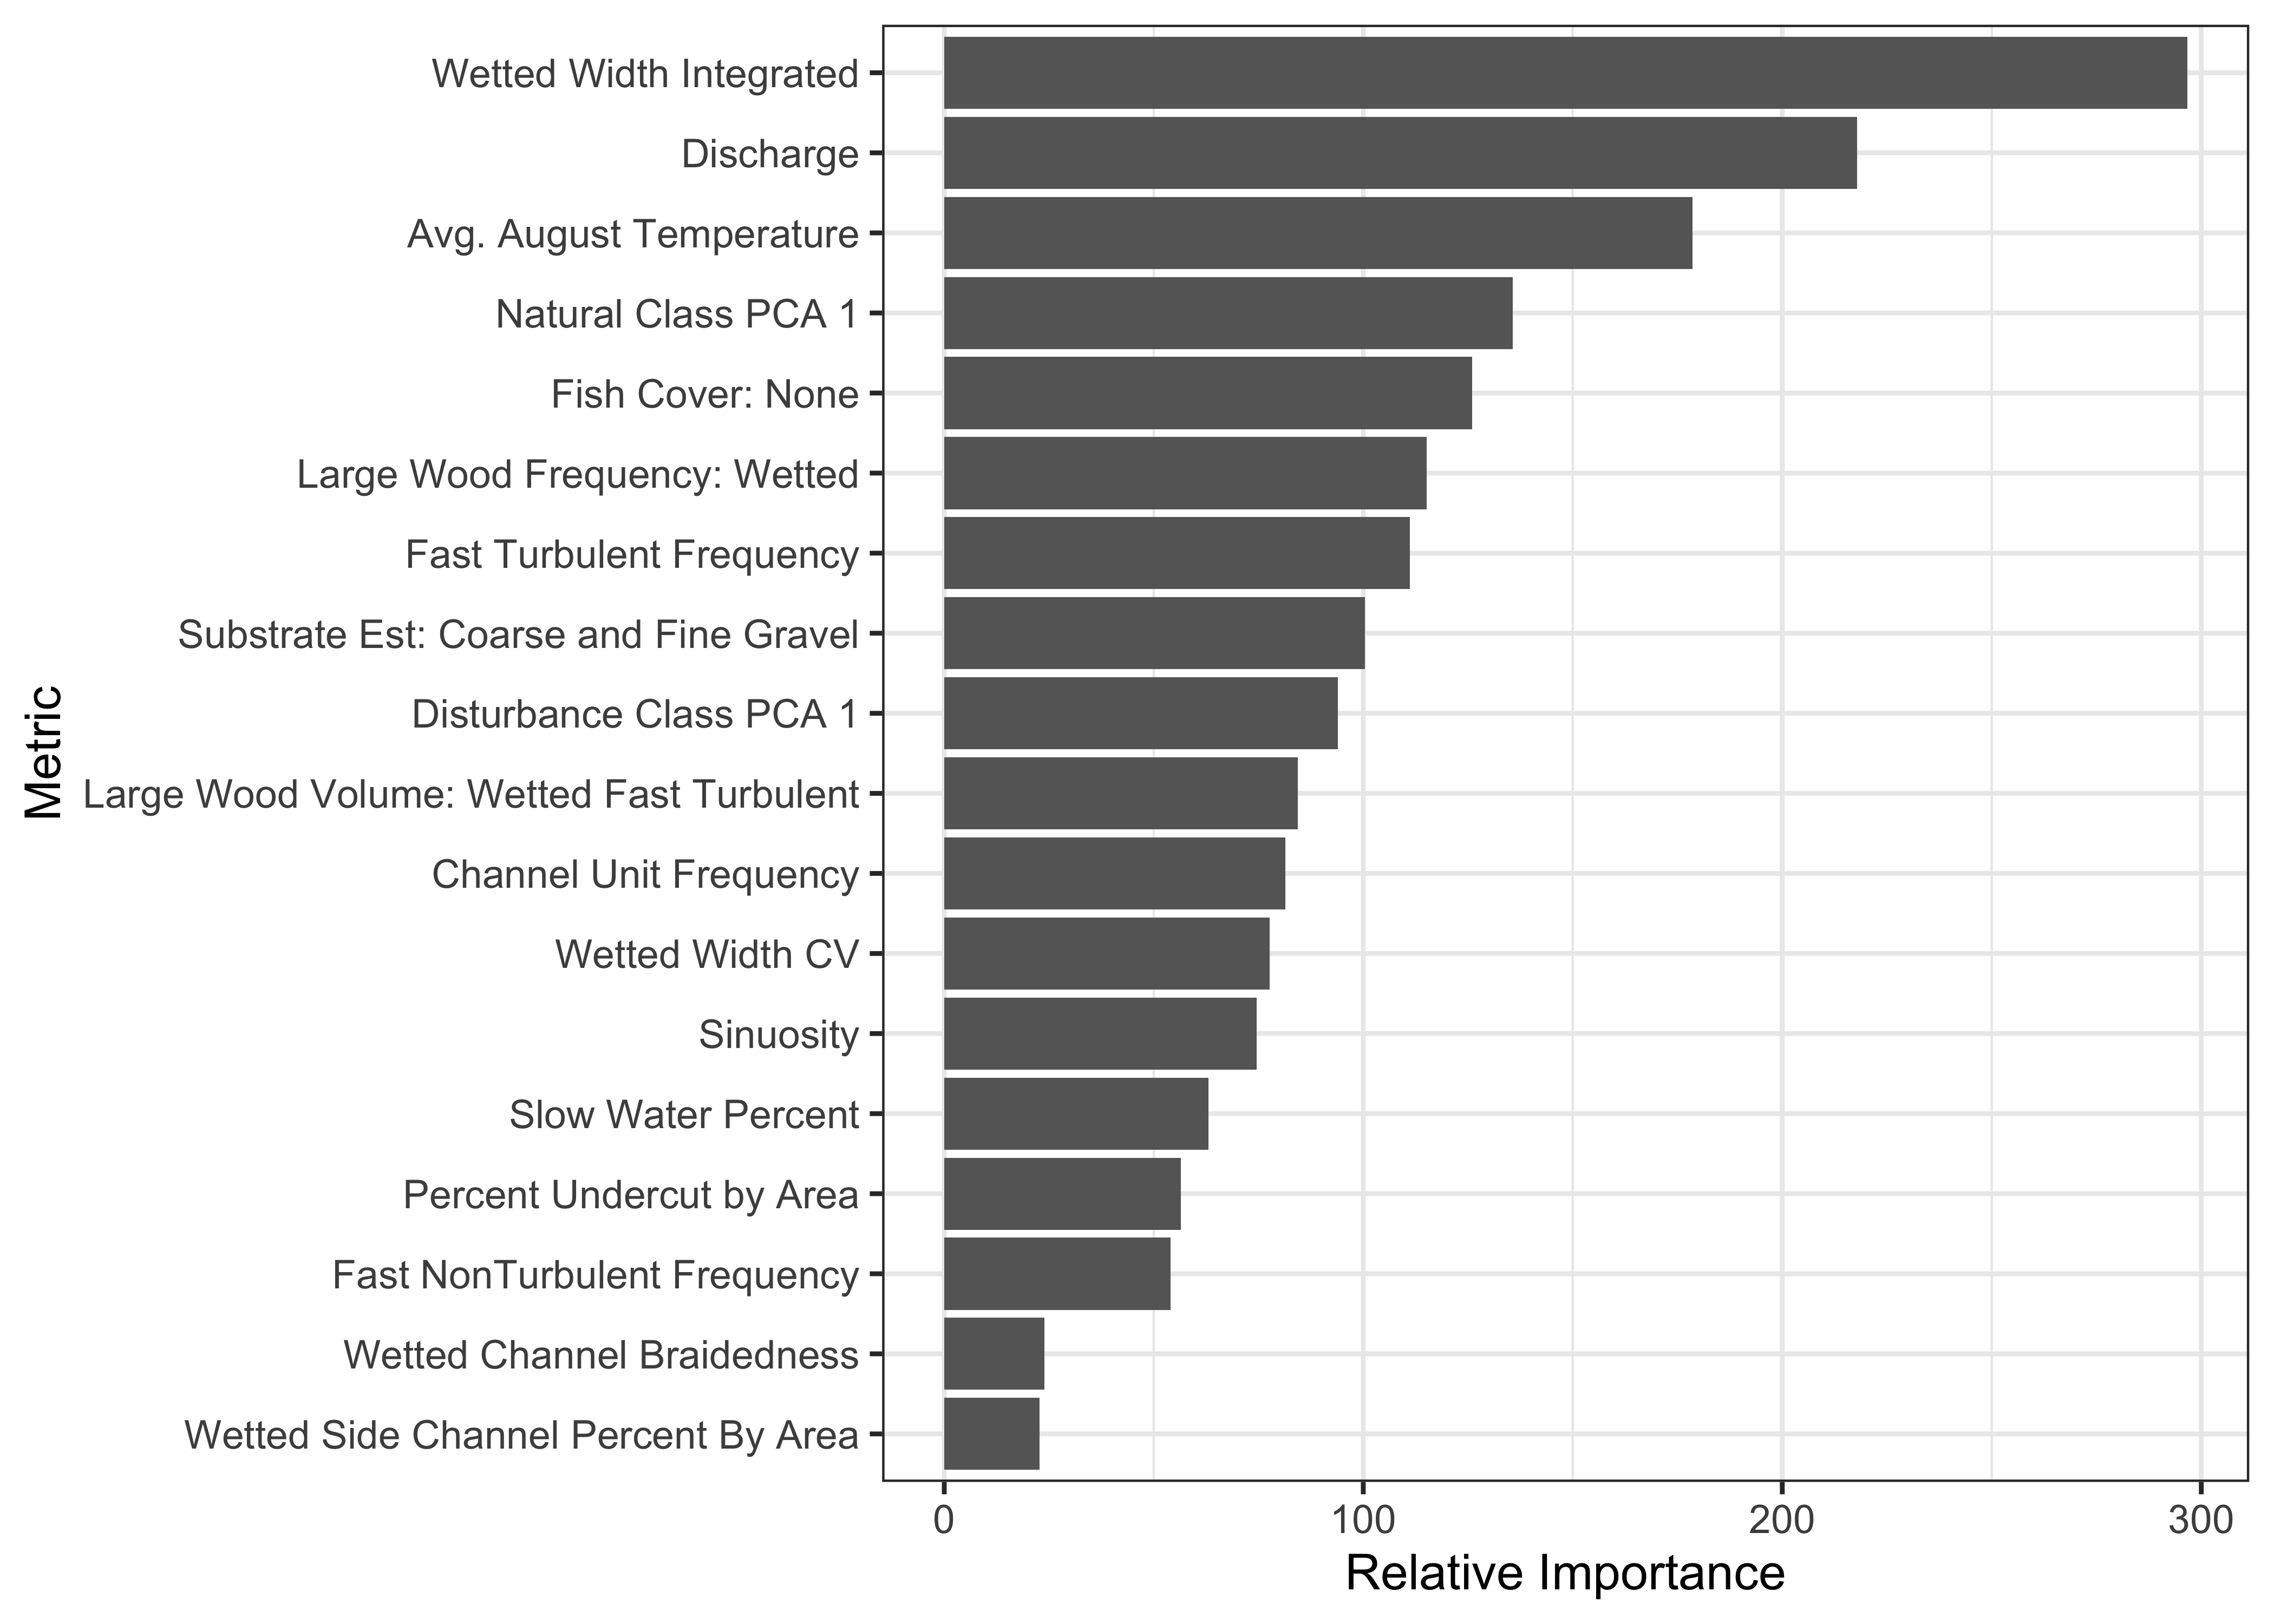 Wetted Width Integrated
Discharge
Avg. August Temperature
Natural Class PCA 1
Fish Cover: None
Large Wood Frequency: Wetted
Fast Turbulent Frequency
Substrate Est: Coarse and Fine Gravel
Disturbance Class PCA 1
Large Wood Volume: Wetted Fast Turbulent
Channel Unit Frequency
Wetted Width CV
Sinuosity
Slow Water Percent
Percent Undercut by Area
Fast NonTurbulent Frequency
Wetted Channel Braidedness
Wetted Side Channel Percent By Area
Metric
0 100 200 300
Relative Importance